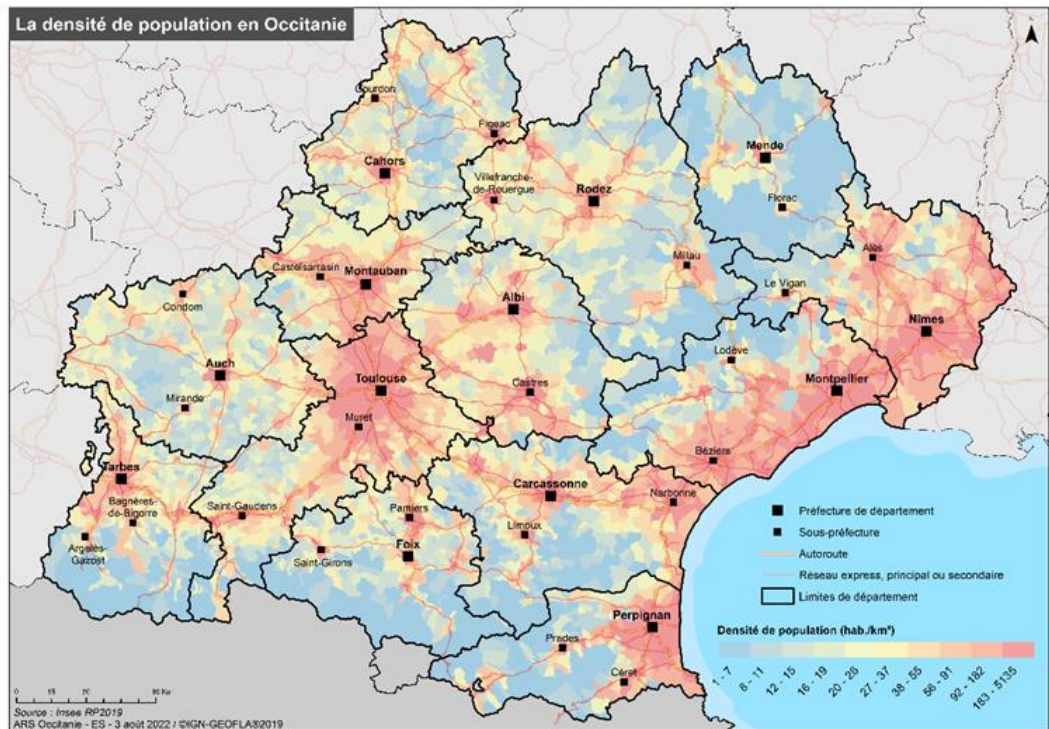 La densité de population en Occitanie
Gourdon
Figeac
Cahors
Villefranche-
de-Rouergue
Rodez
Mende
Florac
Castelsarrasin
Montauban
Albi
Millau
Alès
Le Vigan
Nîmes
Condom
Auch
Mirande
Toulouse
Muret
Castres
Lodève
Montpellier
Béziers
Tarbes
Bagnères-
de-Bigorre
Argelès-
Gazost
Saint-Gaudens
Pamiers
Carcassonne
Narbonne
Limoux
Saint-Girons
Foix
Perpignan
Prades
Céret
Préfecture de département
Sous-préfecture
Autoroute
Réseau express, principal ou secondaire
Limites de département
Densité de population (hab./km²)
1 - 7
8 - 11
12 - 15
16 - 19
20 - 26
27 - 37
38 - 55
56 - 91
92 - 182
183 - 5135
Source : Insee RP2019
ARS Occitanie - ES - 3 août 2022 / ©IGN-GEOFLA®2019